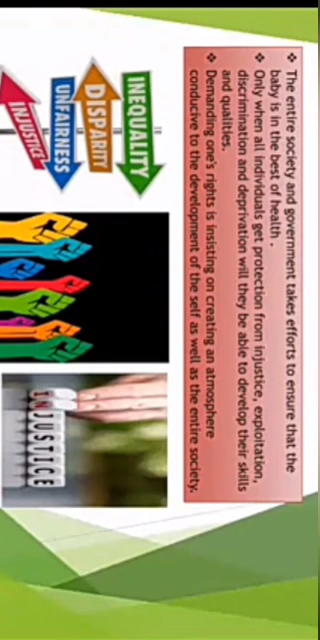 ❖ The entire society and government takes efforts to ensure that the
baby is in the best of health .
❖ Only when all individuals get protection from injustice, exploitation,
discrimination and deprivation will they be able to develop their skills
and qualities.
❖ Demanding one's rights is insisting on creating an atmosphere
conducive to the development of the self as well as the entire society.
INEQUALITY
DISPARITY
UNFAIRNESS
INJUSTICE
INJUSTICE